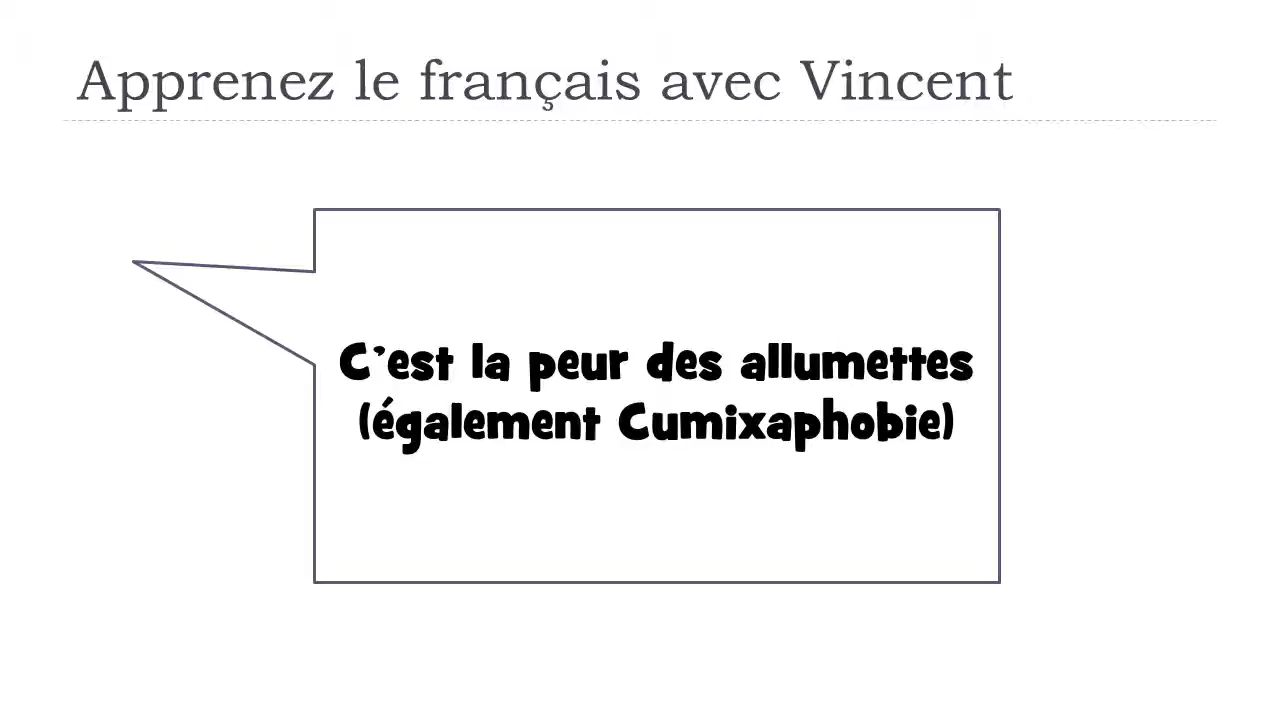 Apprenez le français avec Vincent
C'est la peur des allumettes
(également Cumixaphobie)